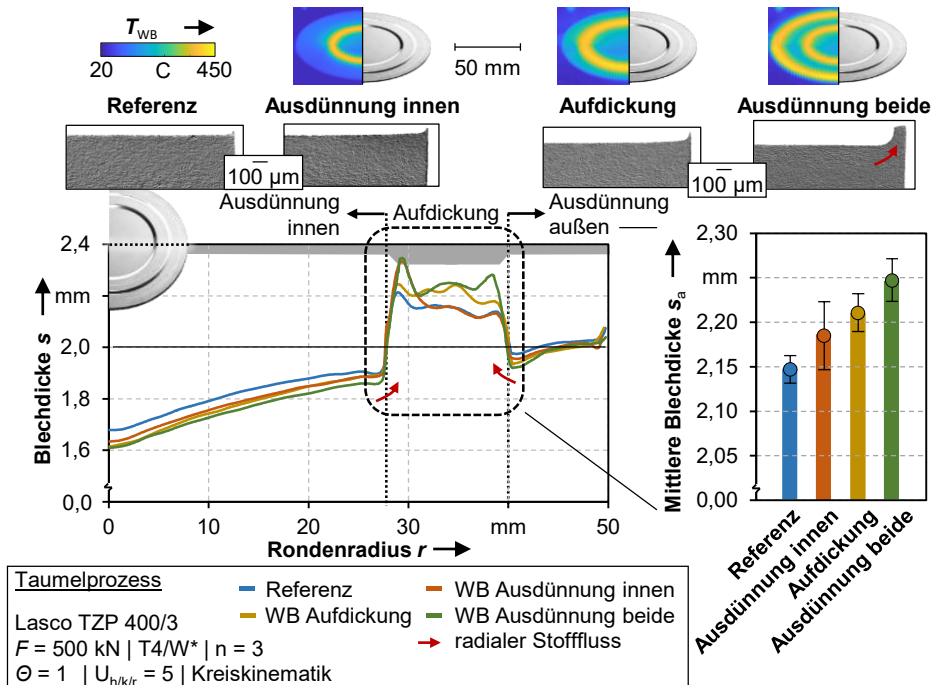 T_WB
20 C 450
50 mm
Referenz
Ausdünnung innen
Aufdickung
Ausdünnung beide
100 µm
100 µm
Ausdünnung
innen
Aufdickung
Ausdünnung
außen
Blechdicke s
2,4
mm
2,0
1,8
1,6
0,0
0 10 20 30 mm 50
Rondenradius r
Mittlere Blechdicke s_a
2,30
mm
2,20
2,15
2,10
2,05
0,00
Referenz
Ausdünnung innen
Aufdickung
Ausdünnung beide
Taumelprozess
Lasco TZP 400/3
F = 500 kN | T4/W* | n = 3
Θ = 1 | U_h/k/r = 5 | Kreiskinematik
Referenz
WB Ausdünnung innen
WB Aufdickung
WB Ausdünnung beide
radialer Stofffluss